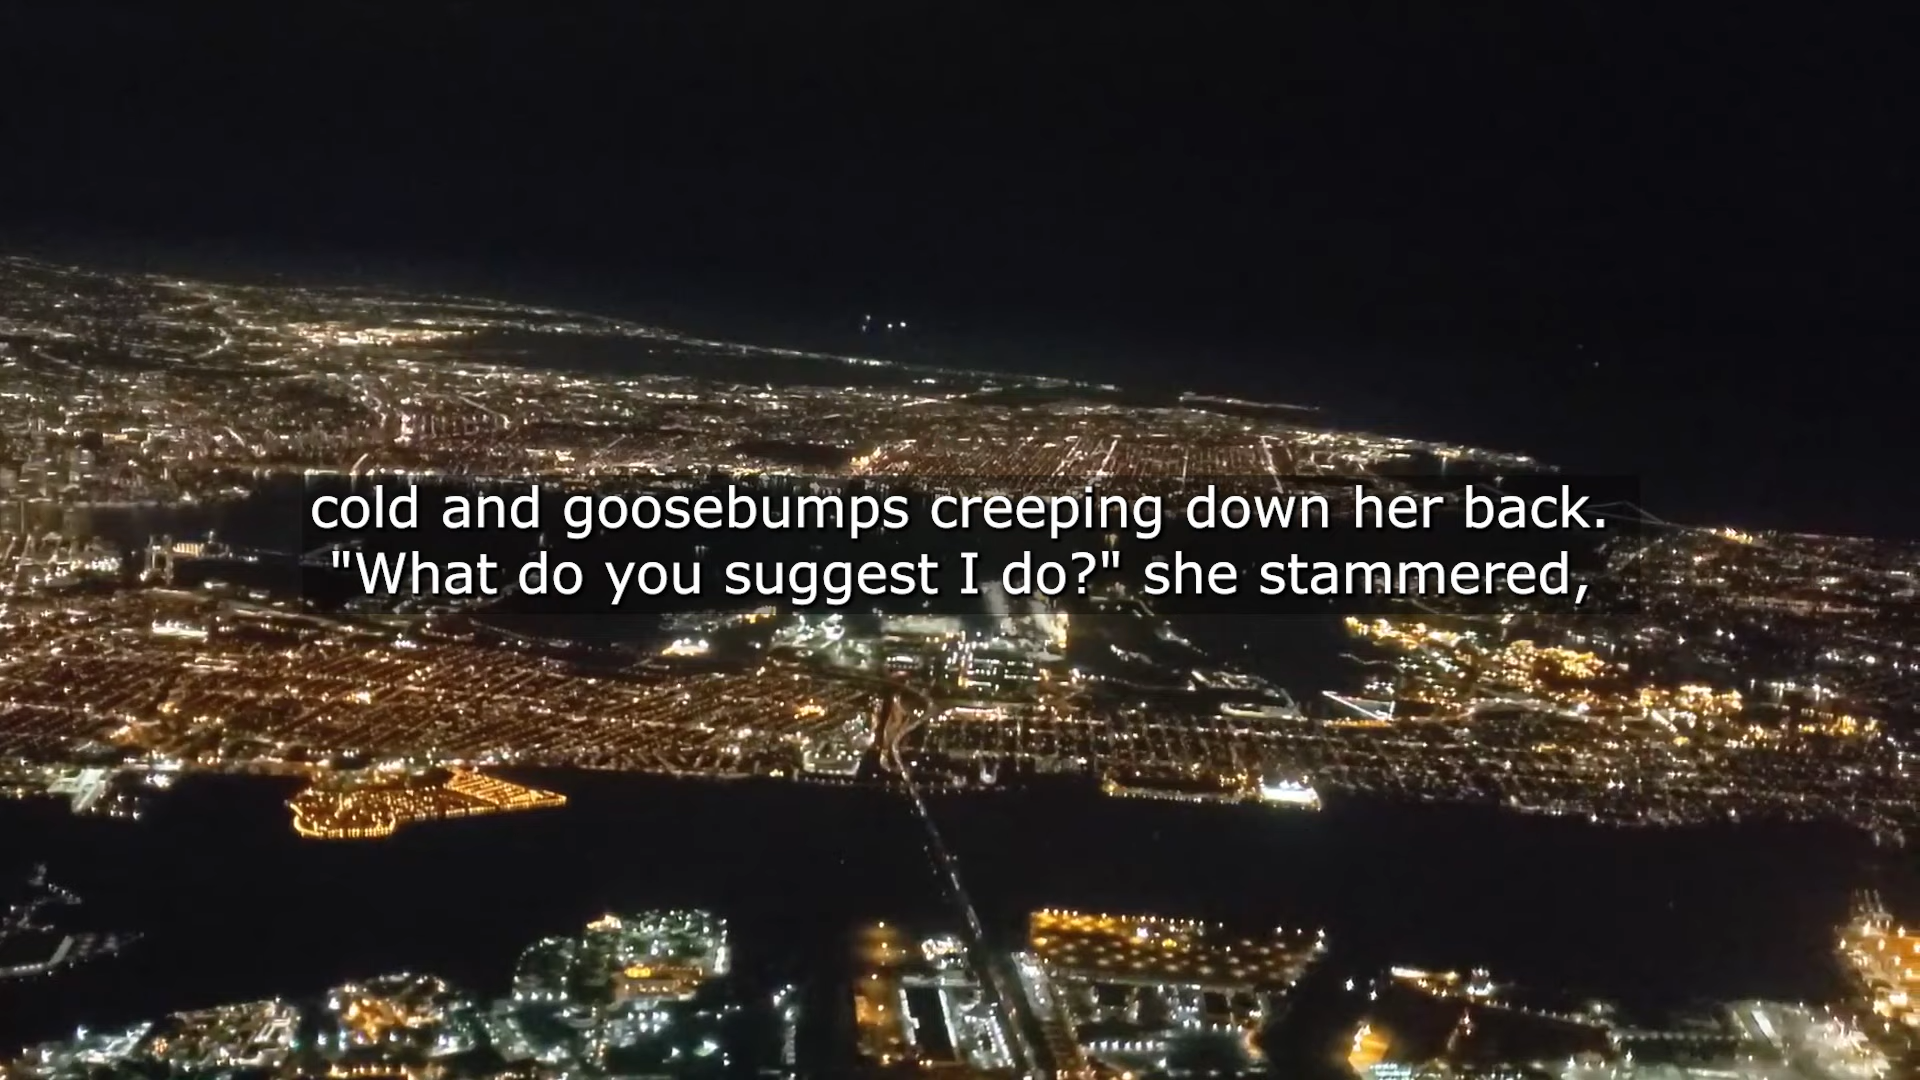 cold and goosebumps creeping down her back.
"What do you suggest I do?" she stammered,